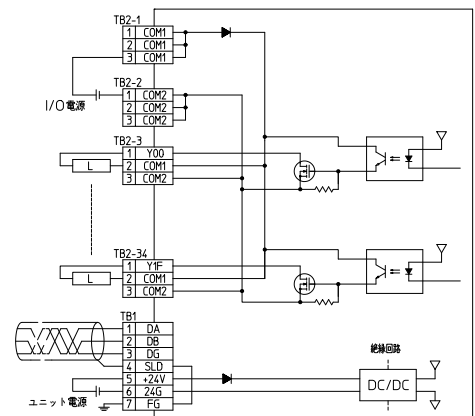 TB2-1
1 COM1
2 COM1
3 COM1
TB2-2
I/O電源
1 COM2
2 COM2
3 COM2
TB2-3
1 Y00
2 COM1
3 COM2
L
TB2-34
1 Y1F
2 COM1
3 COM2
L
TB1
1 DA
2 DB
3 DG
4 SLD
5 +24V
6 24G
7 FG
ユニット電源
絶縁回路
DC/DC